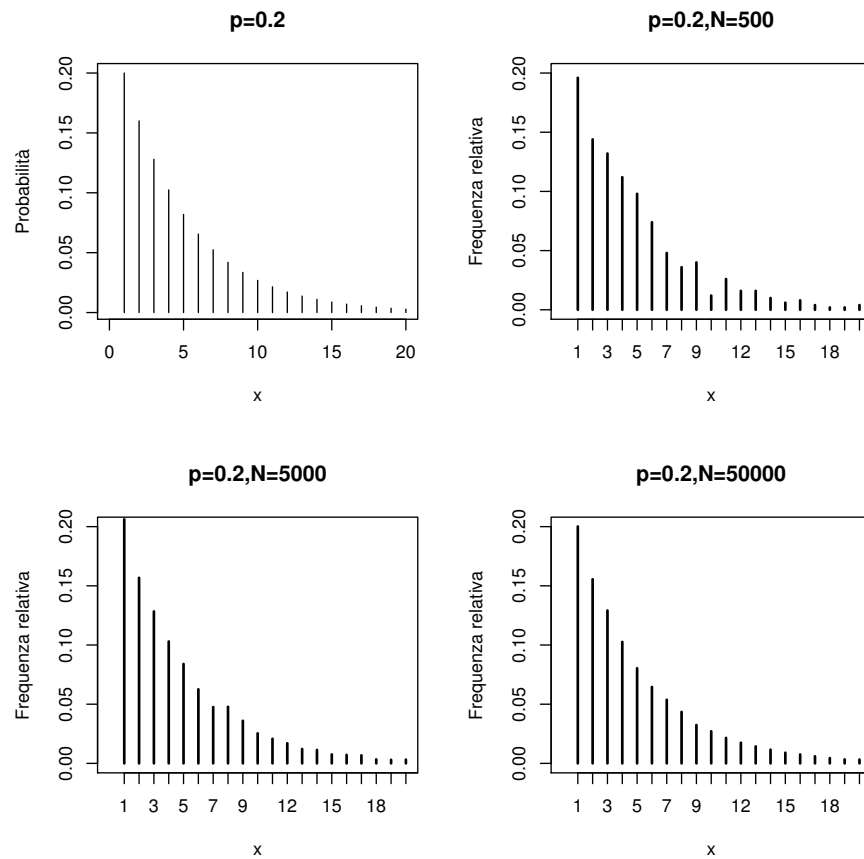 p=0.2
0.00 0.05 0.10 0.15 0.20
Probabilità
0 5 10 15 20
x
p=0.2,N=500
0.00 0.05 0.10 0.15 0.20
Frequenza relativa
1 3 5 7 9 12 15 18
x
p=0.2,N=5000
0.00 0.05 0.10 0.15 0.20
Frequenza relativa
1 3 5 7 9 12 15 18
x
p=0.2,N=50000
0.00 0.05 0.10 0.15 0.20
Frequenza relativa
1 3 5 7 9 12 15 18
x